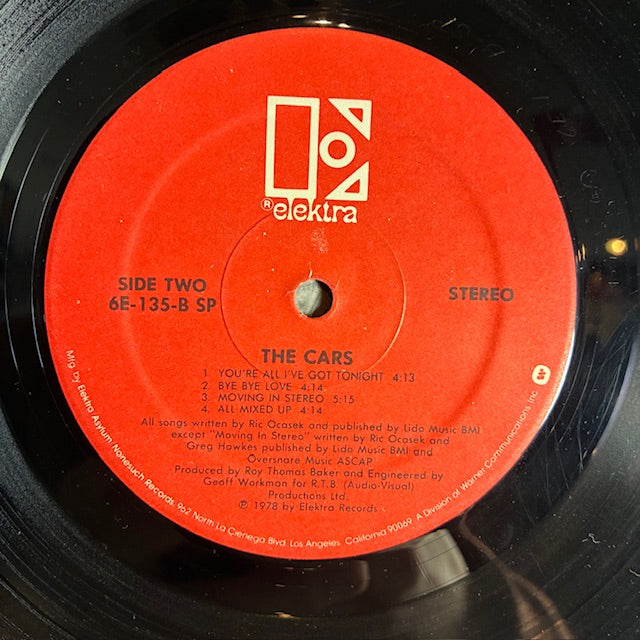 ® elektra
SIDE TWO
6E-135-B SP
STEREO
THE CARS
1. YOU'RE ALL I'VE GOT TONIGHT 4:13
2. BYE BYE LOVE 4:14
3. MOVING IN STEREO 5:15
4. ALL MIXED UP 4:14
All songs written by Ric Ocasek and published by Lido Music BMI
except "Moving In Stereo" written by Ric Ocasek and
Greg Hawkes published by Lido Music BMI and
Oversnare Music ASCAP
Produced by Roy Thomas Baker and Engineered by
Geoff Workman for R.T.B. (Audio-Visual)
Productions Ltd.
℗ 1978 by Elektra Records
Mfg. by Elektra Asylum Nonesuch Records, 962 North La Cienega Blvd. Los Angeles, California 90069. A Division of Warner Communications Inc.